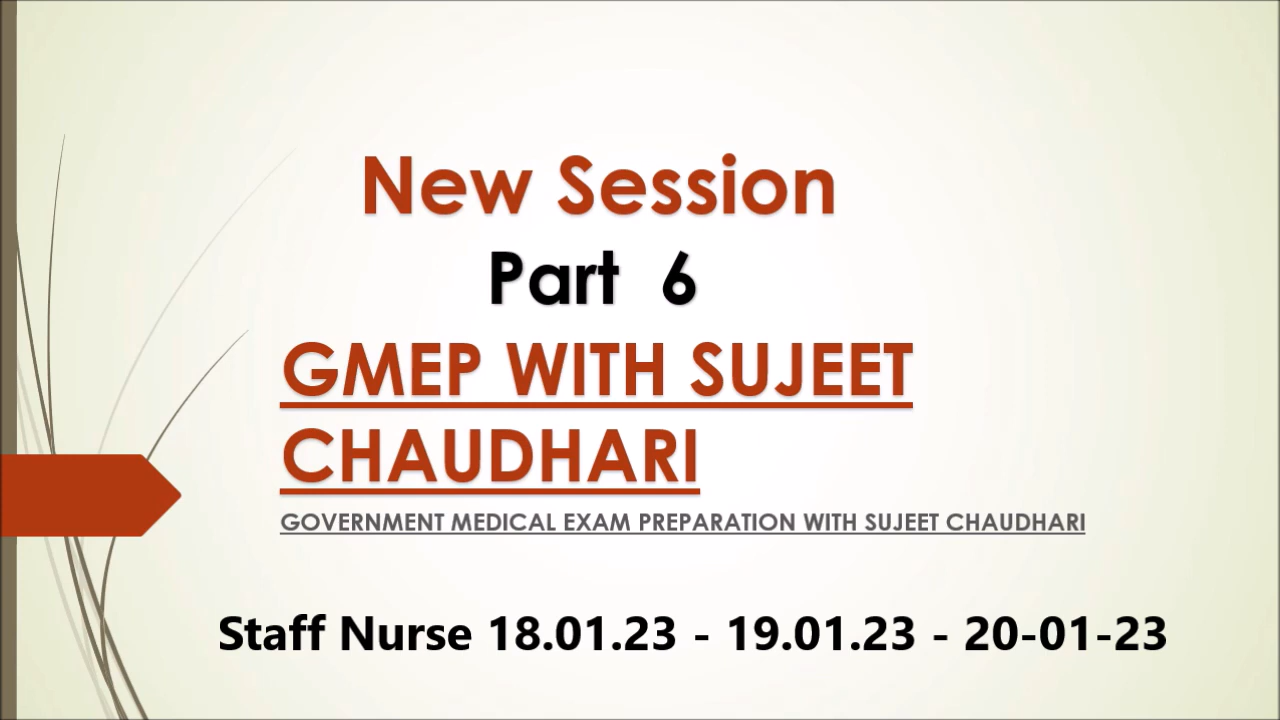 New Session
Part 6
GMEP WITH SUJEET
CHAUDHARI
GOVERNMENT MEDICAL EXAM PREPARATION WITH SUJEET CHAUDHARI
Staff Nurse 18.01.23 - 19.01.23 - 20-01-23